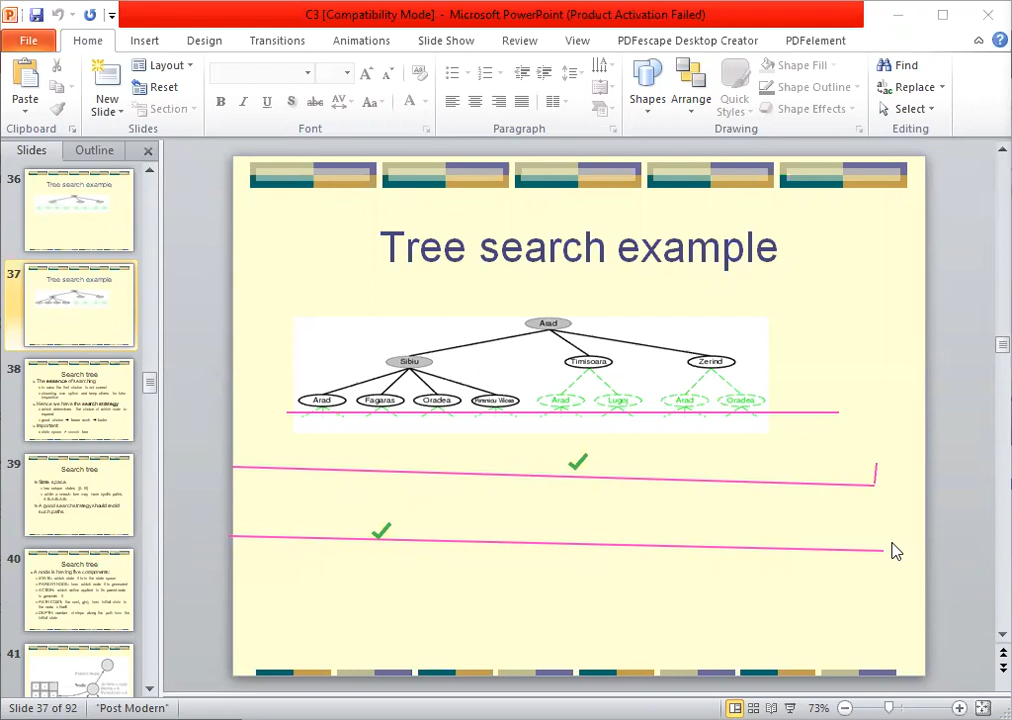 C3 [Compatibility Mode] - Microsoft PowerPoint (Product Activation Failed)
File Home Insert Design Transitions Animations Slide Show Review View PDFescape Desktop Creator PDFelement
Paste
Clipboard
New
Slide
Layout
Reset
Section
Slides
B I U S abc AV Aa A
Font
Paragraph
Shapes
Arrange
Quick
Styles
Shape Fill
Shape Outline
Shape Effects
Drawing
Find
Replace
Select
Editing
Slides Outline
36
Tree search example
37
Tree search example
38
Search tree
39
Search tree
40
Search tree
41
Tree search example
Arad
Sibiu Timisoara Zerind
Arad Fagaras Oradea Arad Lugoj Arad Oradea
Slide 37 of 92 "Post Modern" 73%